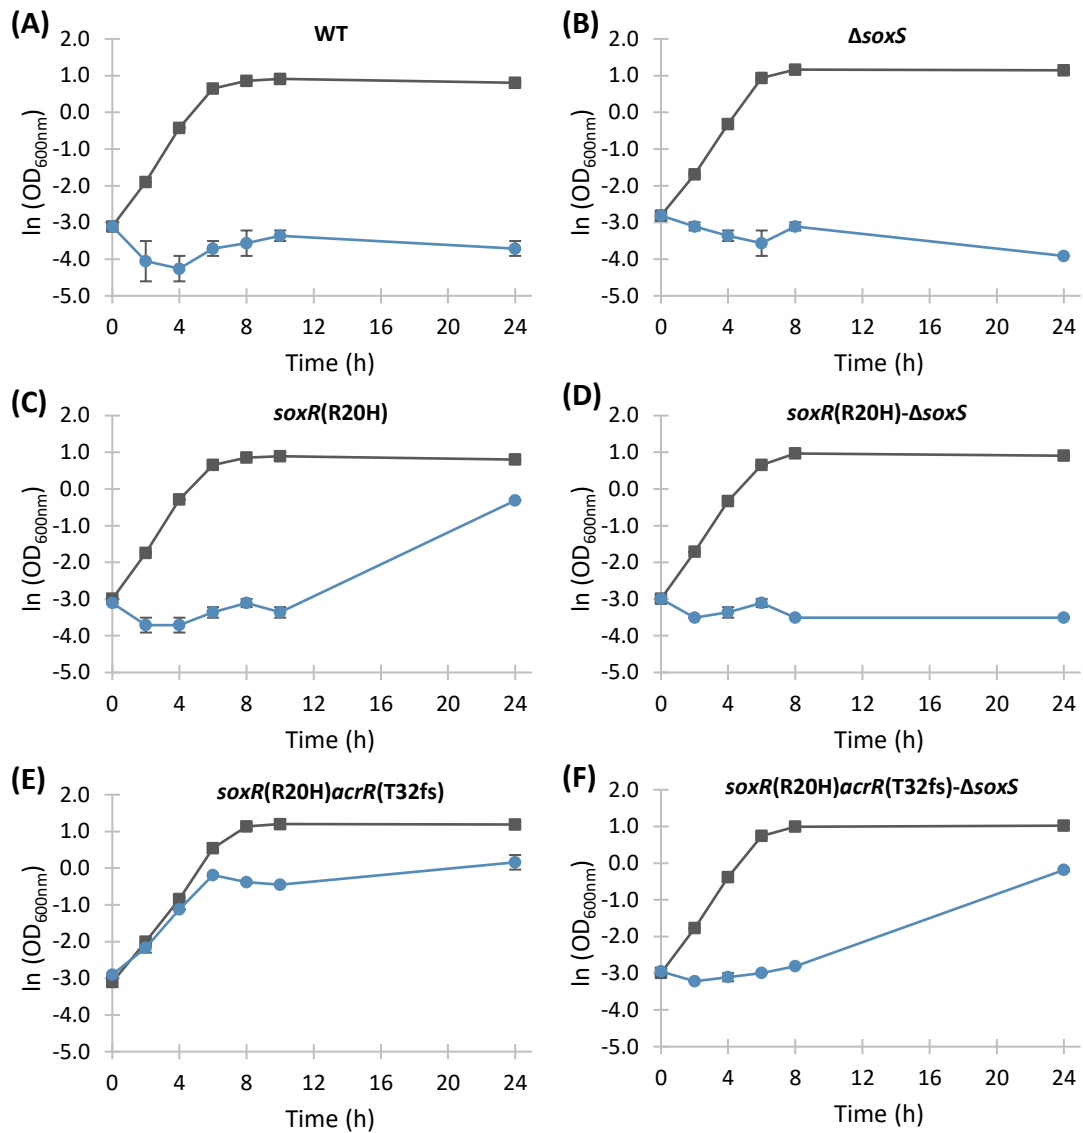 (A)
WT
2.0
1.0
0.0
-1.0
-2.0
-3.0
-4.0
-5.0
ln (OD600nm)
0 4 8 12 16 20 24
Time (h)
(B)
ΔsoxS
2.0
1.0
0.0
-1.0
-2.0
-3.0
-4.0
-5.0
ln (OD600nm)
0 4 8 12 16 20 24
Time (h)
(C)
soxR(R20H)
2.0
1.0
0.0
-1.0
-2.0
-3.0
-4.0
-5.0
ln (OD600nm)
0 4 8 12 16 20 24
Time (h)
(D)
soxR(R20H)-ΔsoxS
2.0
1.0
0.0
-1.0
-2.0
-3.0
-4.0
-5.0
ln (OD600nm)
0 4 8 12 16 20 24
Time (h)
(E)
soxR(R20H)acrR(T32fs)
2.0
1.0
0.0
-1.0
-2.0
-3.0
-4.0
-5.0
ln (OD600nm)
0 4 8 12 16 20 24
Time (h)
(F)
soxR(R20H)acrR(T32fs)-ΔsoxS
2.0
1.0
0.0
-1.0
-2.0
-3.0
-4.0
-5.0
ln (OD600nm)
0 4 8 12 16 20 24
Time (h)